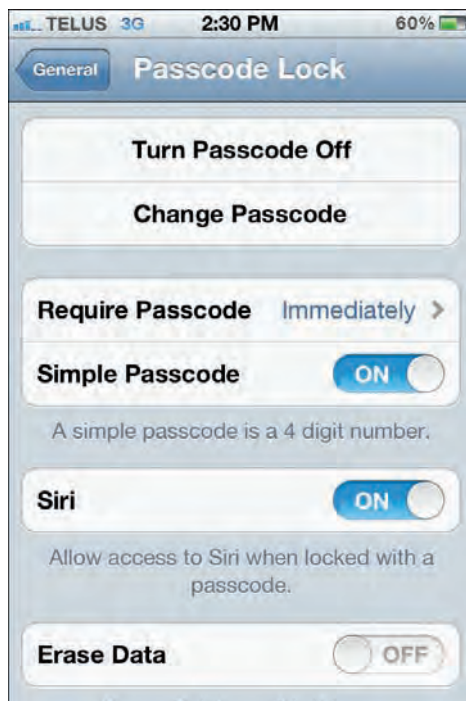 TELUS 3G 2:30 PM 60%
General Passcode Lock
Turn Passcode Off
Change Passcode
Require Passcode Immediately
Simple Passcode ON
A simple passcode is a 4 digit number.
Siri ON
Allow access to Siri when locked with a
passcode.
Erase Data OFF